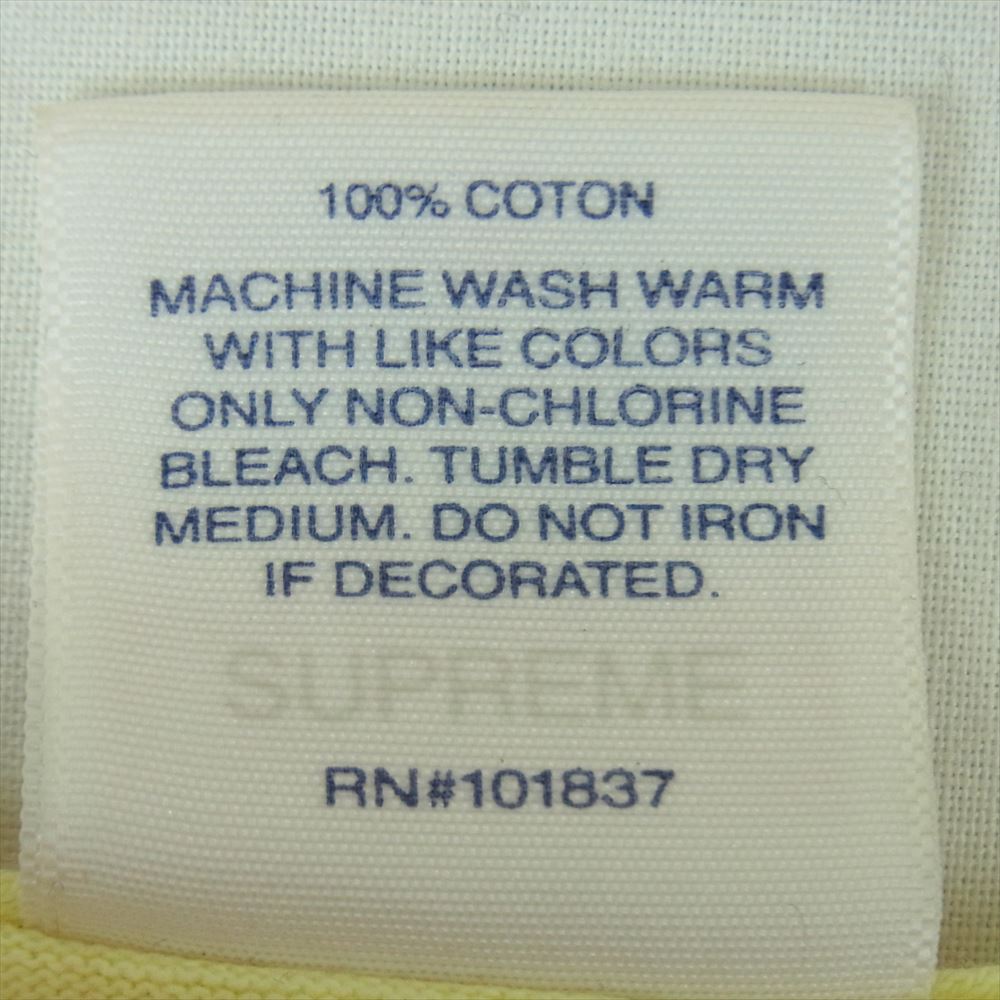 100% COTON
MACHINE WASH WARM
WITH LIKE COLORS
ONLY NON-CHLORINE
BLEACH. TUMBLE DRY
MEDIUM. DO NOT IRON
IF DECORATED.
SUPREME
RN#101837